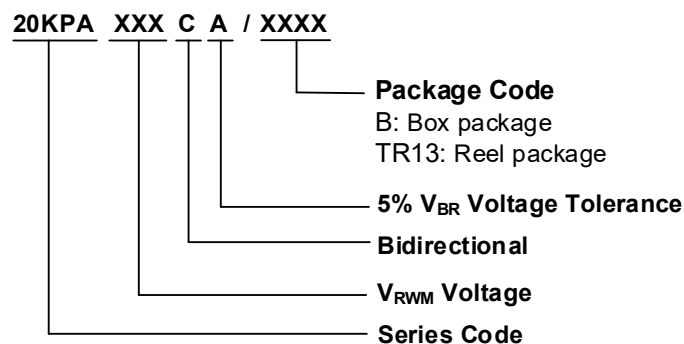 20KPA XXX C A / XXXX
Package Code
B: Box package
TR13: Reel package
5% VBR Voltage Tolerance
Bidirectional
VRWM Voltage
Series Code